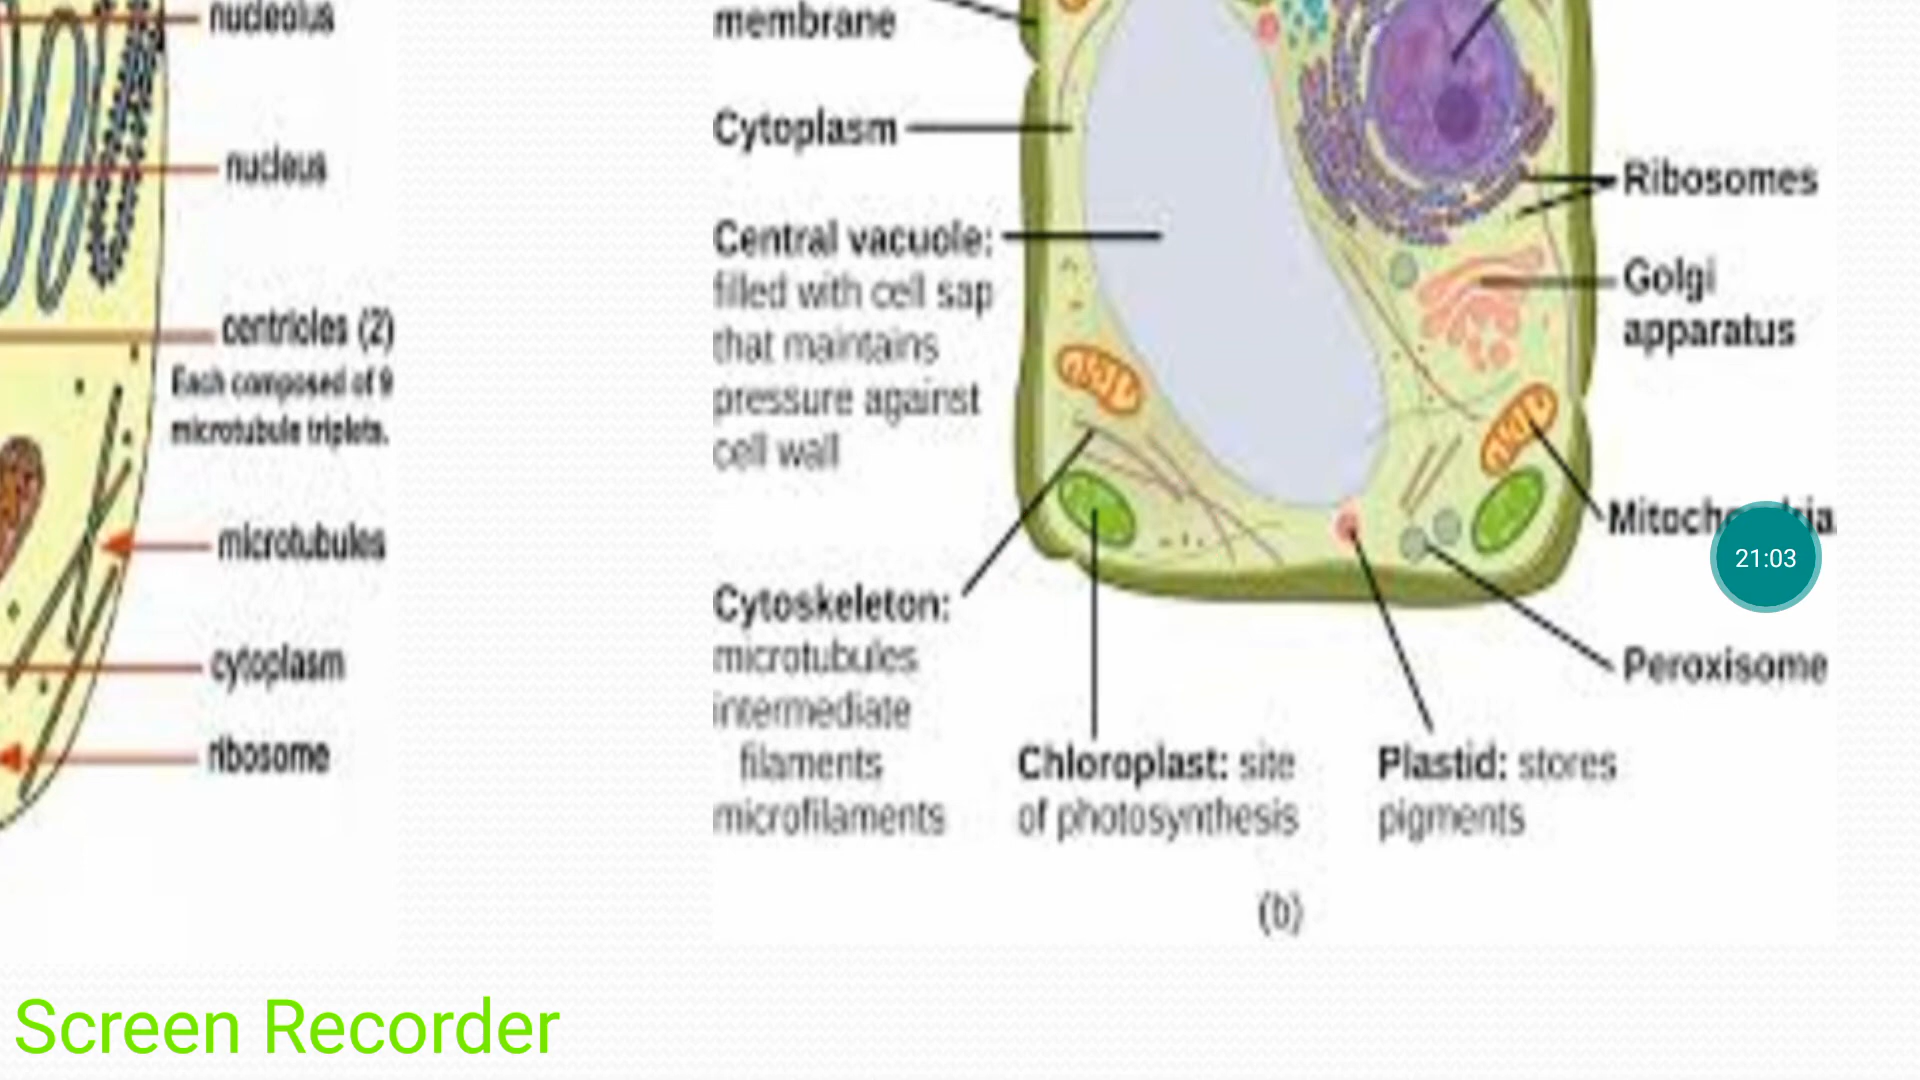 nucleolus
nucleus
centrioles (2)
Each composed of 9
microtubule triplets.
microtubules
cytoplasm
ribosome
membrane
Cytoplasm
Central vacuole:
filled with cell sap
that maintains
pressure against
cell wall
Cytoskeleton:
microtubules
intermediate
filaments
microfilaments
Chloroplast: site
of photosynthesis
Plastid: stores
pigments
Ribosomes
Golgi
apparatus
Mitochondria
21:03
Peroxisome
(b)
Screen Recorder